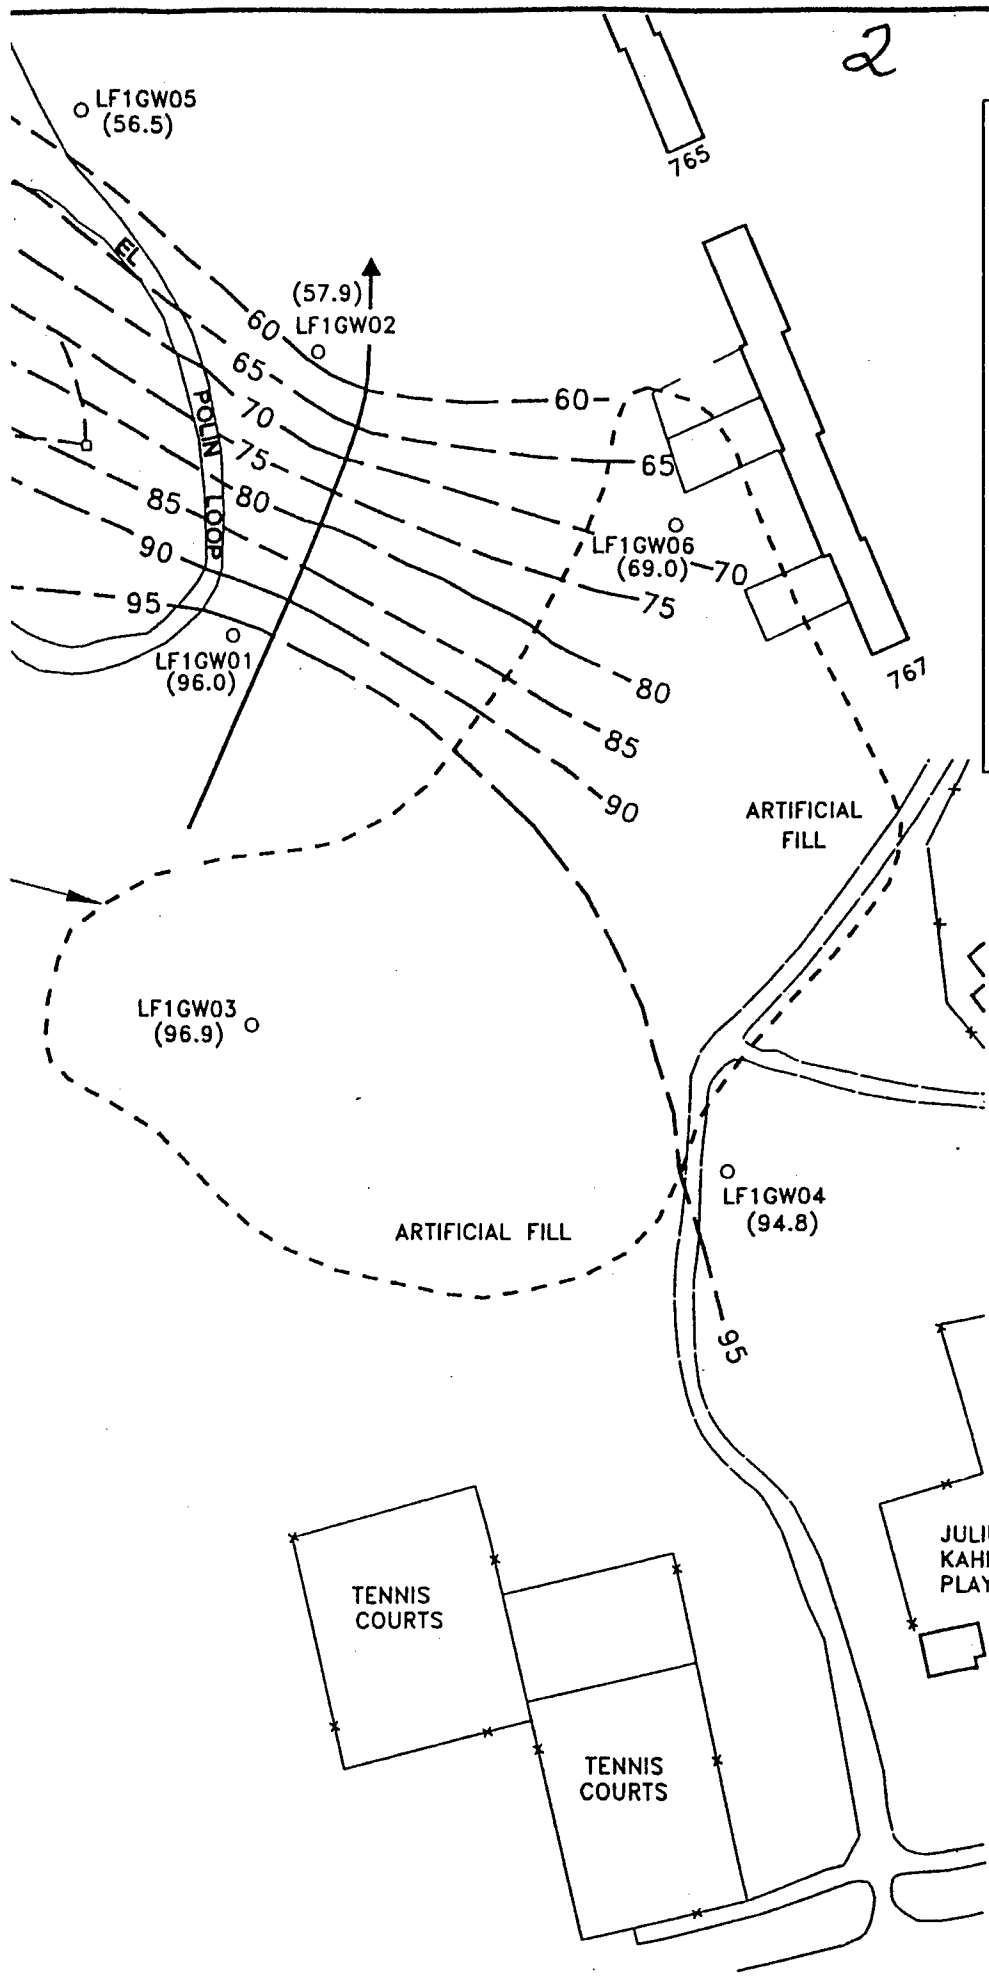 2
LF1GW05
(56.5)
765
EL
POLIN
LOOP
(57.9)
LF1GW02
60
60
65
65
70
70
75
75
80
80
85
85
90
90
95
95
LF1GW06
(69.0)
LF1GW01
(96.0)
767
ARTIFICIAL
FILL
LF1GW03
(96.9)
LF1GW04
(94.8)
ARTIFICIAL FILL
TENNIS
COURTS
TENNIS
COURTS
KAH
PLAY